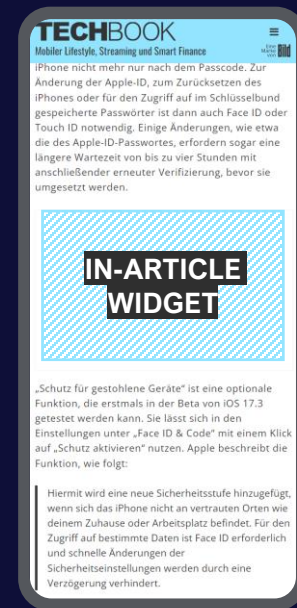 TECHBOOK
Mobiler Lifestyle, Streaming und Smart Finance
Eine
Marke
von Bild
iPhone nicht mehr nur nach dem Passcode. Zur
Änderung der Apple-ID, zum Zurücksetzen des
iPhones oder für den Zugriff auf im Schlüsselbund
gespeicherte Passwörter ist dann auch Face ID oder
Touch ID notwendig. Einige Änderungen, wie etwa
die des Apple-ID-Passwortes, erfordern sogar eine
längere Wartezeit von bis zu vier Stunden mit
anschließender erneuter Verifizierung, bevor sie
umgesetzt werden.
IN-ARTICLE
WIDGET
„Schutz für gestohlene Geräte“ ist eine optionale
Funktion, die erstmals in der Beta von iOS 17.3
getestet werden kann. Sie lässt sich in den
Einstellungen unter „Face ID & Code“ mit einem Klick
auf „Schutz aktivieren“ nutzen. Apple beschreibt die
Funktion, wie folgt:
Hiermit wird eine neue Sicherheitsstufe hinzugefügt,
wenn sich das iPhone nicht an vertrauten Orten wie
deinem Zuhause oder Arbeitsplatz befindet. Für den
Zugriff auf bestimmte Daten ist Face ID erforderlich
und schnelle Änderungen der
Sicherheitseinstellungen werden durch eine
Verzögerung verhindert.